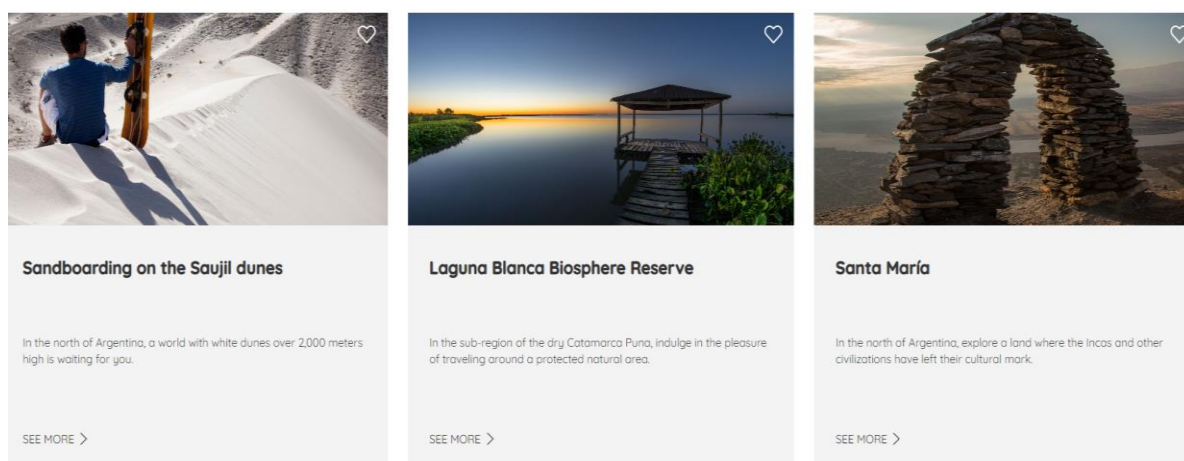 Sandboarding on the Saujil dunes
In the north of Argentina, a world with white dunes over 2,000 meters
high is waiting for you.
SEE MORE
Laguna Blanca Biosphere Reserve
In the sub-region of the dry Catamarca Puna, indulge in the pleasure
of traveling around a protected natural area.
SEE MORE
Santa María
In the north of Argentina, explore a land where the Incas and other
civilizations have left their cultural mark.
SEE MORE